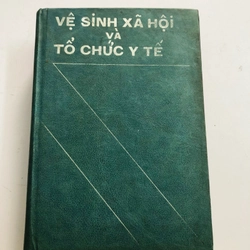 VỆ SINH XÃ HỘI
VÀ
TỔ CHỨC Y TẾ